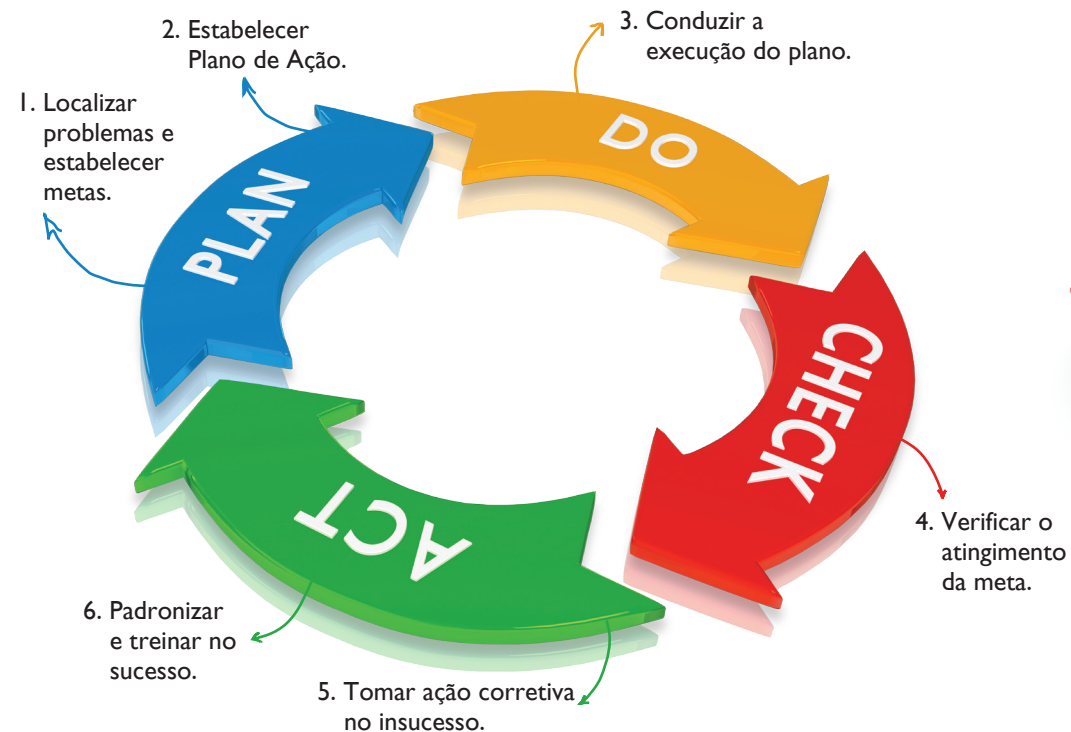 1. Localizar
problemas e
estabelecer
metas.
2. Estabelecer
Plano de Ação.
3. Conduzir a
execução do plano.
PLAN
DO
CHECK
ACT
4. Verificar o
atingimento
da meta.
6. Padronizar
e treinar no
sucesso.
5. Tomar ação corretiva
no insucesso.